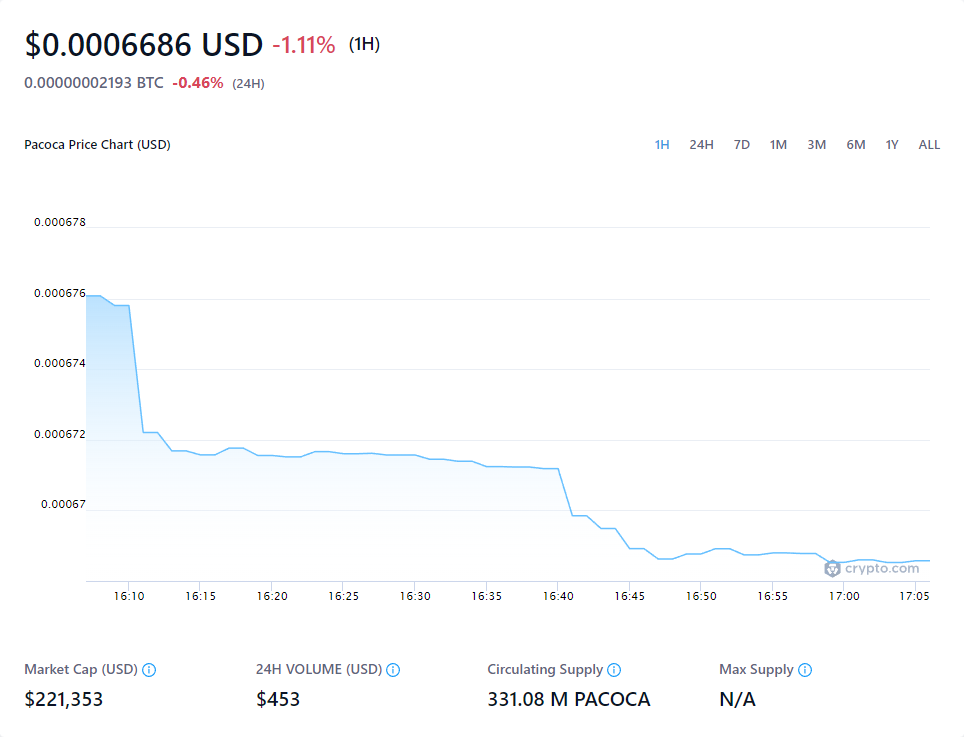 $0.0006686 USD -1.11% (1H)
0.00000002193 BTC -0.46% (24H)
Pacoca Price Chart (USD) 1H 24H 7D 1M 3M 6M 1Y ALL
0.000678
0.000676
0.000674
0.000672
0.00067
crypto.com
16:10 16:15 16:20 16:25 16:30 16:35 16:40 16:45 16:50 16:55 17:00 17:05
Market Cap (USD) 24H VOLUME (USD) Circulating Supply Max Supply
$221,353 $453 331.08 M PACOCA N/A